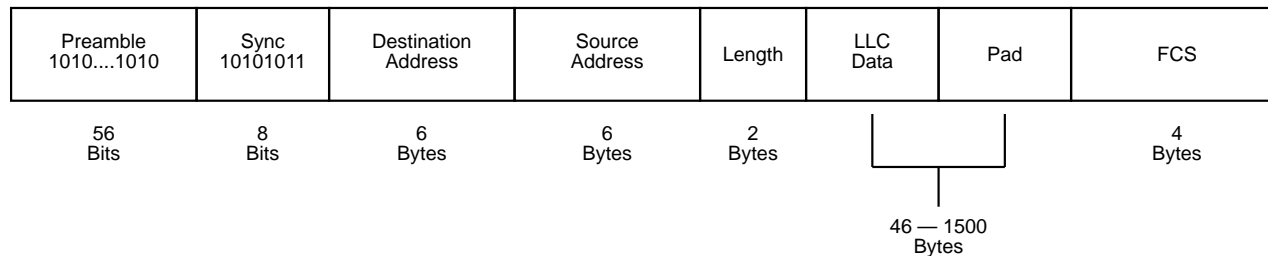 Preamble
1010....1010
Sync
10101011
Destination
Address
Source
Address
Length
LLC
Data
Pad
FCS
56
Bits
8
Bits
6
Bytes
6
Bytes
2
Bytes
4
Bytes
46 — 1500
Bytes